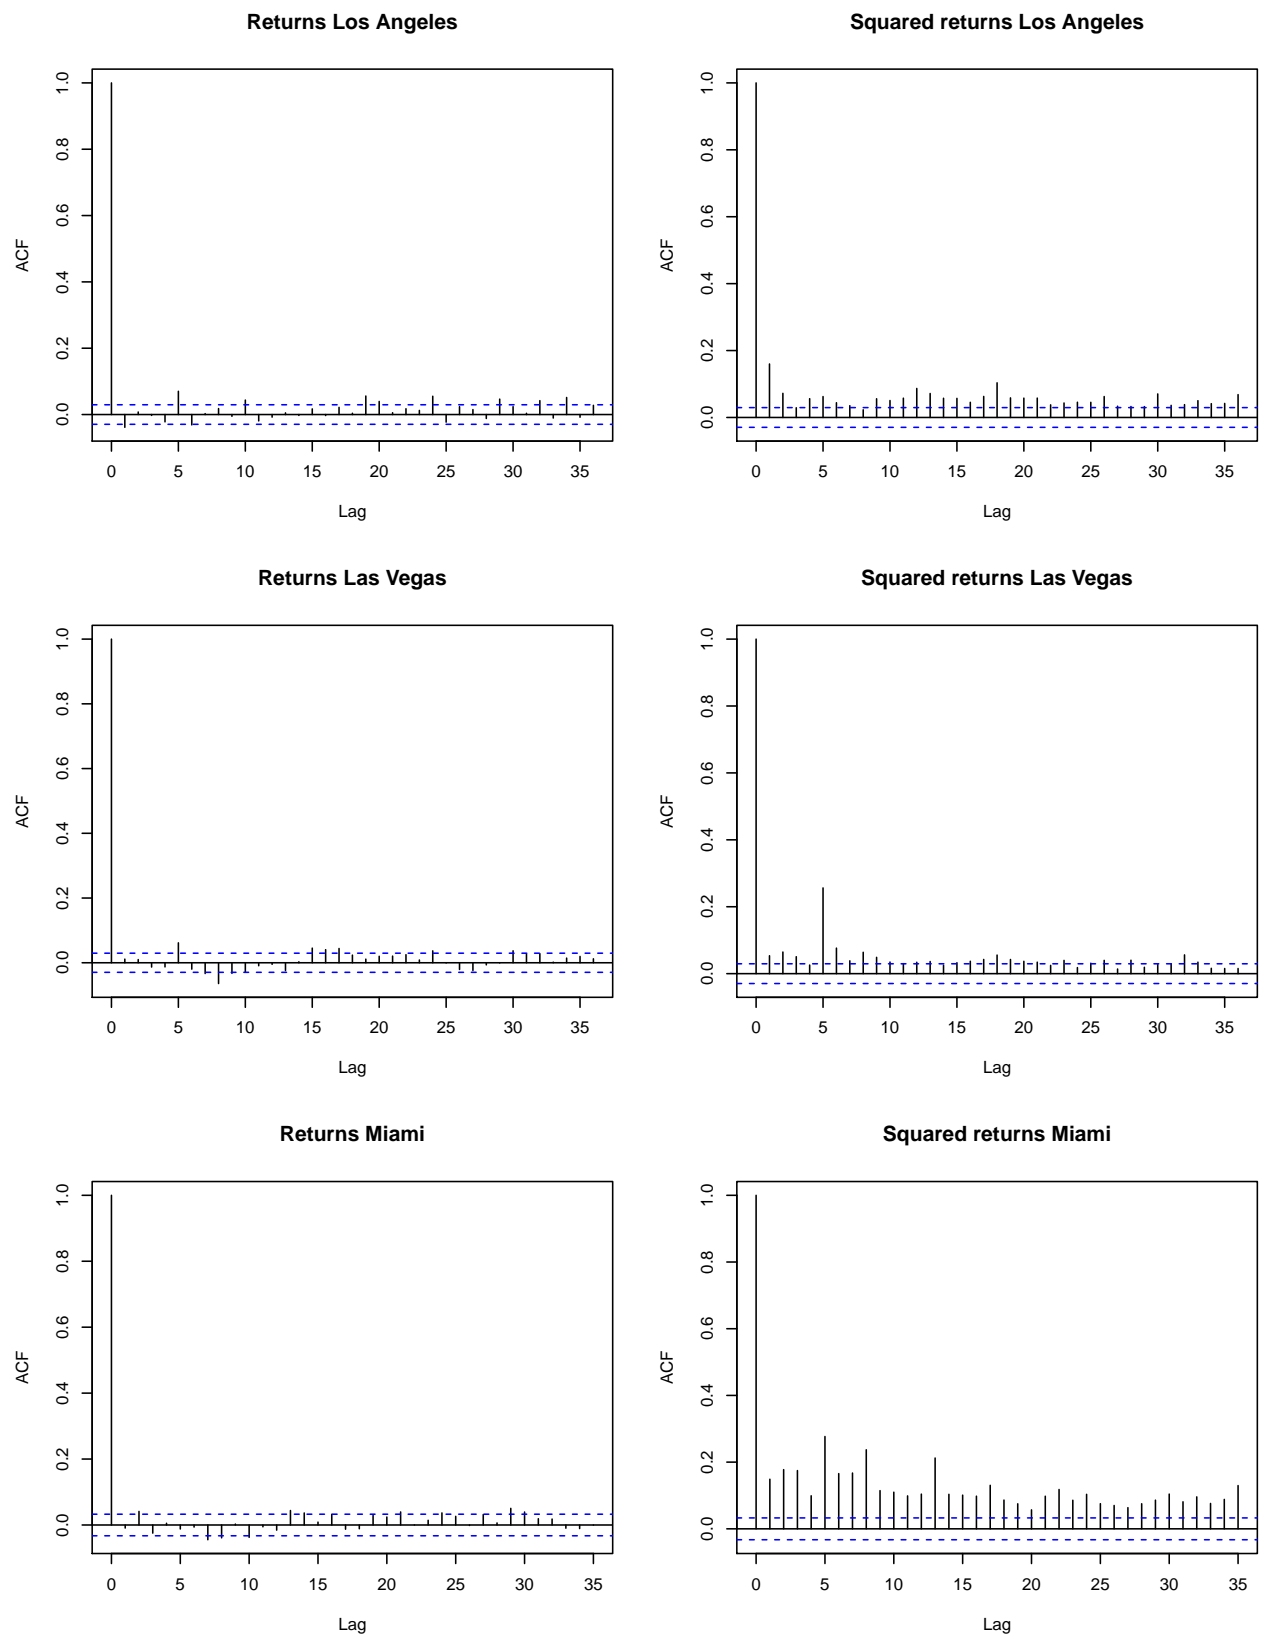 Returns Los Angeles
ACF
0.0 0.2 0.4 0.6 0.8 1.0
0 5 10 15 20 25 30 35
Lag
Squared returns Los Angeles
ACF
0.0 0.2 0.4 0.6 0.8 1.0
0 5 10 15 20 25 30 35
Lag
Returns Las Vegas
ACF
0.0 0.2 0.4 0.6 0.8 1.0
0 5 10 15 20 25 30 35
Lag
Squared returns Las Vegas
ACF
0.0 0.2 0.4 0.6 0.8 1.0
0 5 10 15 20 25 30 35
Lag
Returns Miami
ACF
0.0 0.2 0.4 0.6 0.8 1.0
0 5 10 15 20 25 30 35
Lag
Squared returns Miami
ACF
0.0 0.2 0.4 0.6 0.8 1.0
0 5 10 15 20 25 30 35
Lag